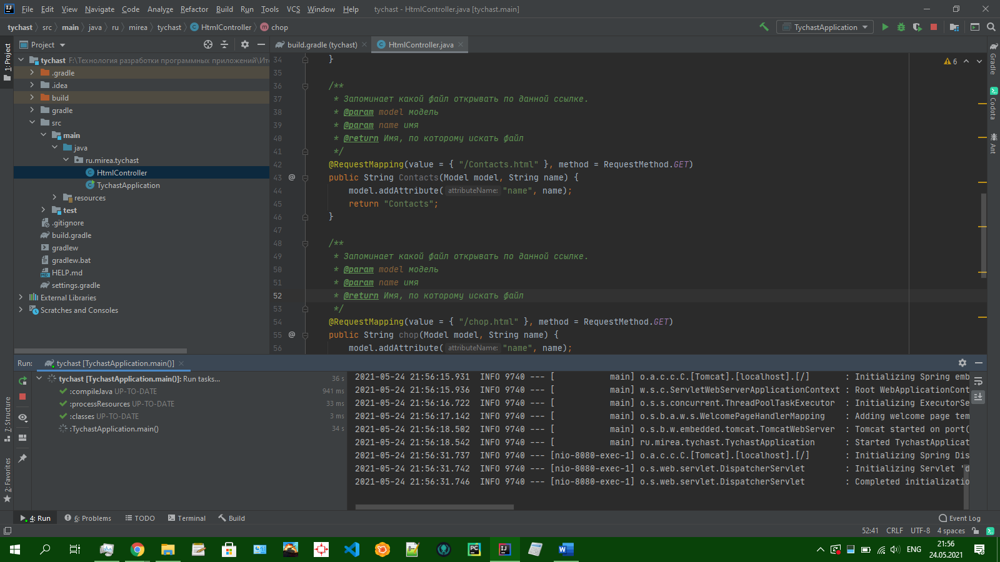 File Edit View Navigate Code Analyze Refactor Build Run Tools VCS Window Help tychast - HtmlController.java [tychast.main]
tychast src main java ru mirea tychast HtmlController chop TychastApplication
Project
build.gradle (tychast) HtmlController.java
1: Project
7: Structure
2: Favorites
tychast F:\Технология разработки программных приложений\Ито
.gradle
.idea
build
gradle
src
main
java
ru.mirea.tychast
HtmlController
TychastApplication
resources
test
.gitignore
build.gradle
gradlew
gradlew.bat
HELP.md
settings.gradle
External Libraries
Scratches and Consoles
6
34 }
35
36 /**
37 * Запоминает какой файл открывать по данной ссылке.
38 * @param model модель
39 * @param name имя
40 * @return Имя, по которому искать файл
41 */
42 @RequestMapping(value = { "/Contacts.html" }, method = RequestMethod.GET)
43 public String Contacts(Model model, String name) {
44 model.addAttribute( attributeName: "name", name);
45 return "Contacts";
46 }
47
48 /**
49 * Запоминает какой файл открывать по данной ссылке.
50 * @param model модель
51 * @param name имя
52 * @return Имя, по которому искать файл
53 */
54 @RequestMapping(value = { "/chop.html" }, method = RequestMethod.GET)
55 public String chop(Model model, String name) {
56 model.addAttribute( attributeName: "name", name);
Gradle
Codota
Ant
Run: tychast [TychastApplication.main()]
tychast [TychastApplication.main()]: Run tasks... 36 s
:compileJava UP-TO-DATE 941 ms
:processResources UP-TO-DATE 33 ms
:classes UP-TO-DATE 3 ms
:TychastApplication.main() 34 s
2021-05-24 21:56:15.931 INFO 9740 --- [ main] o.a.c.c.C.[Tomcat].[localhost].[/] : Initializing Spring emb
2021-05-24 21:56:15.936 INFO 9740 --- [ main] w.s.c.ServletWebServerApplicationContext : Root WebApplicationCont
2021-05-24 21:56:16.722 INFO 9740 --- [ main] o.s.s.concurrent.ThreadPoolTaskExecutor : Initializing ExecutorSe
2021-05-24 21:56:17.142 INFO 9740 --- [ main] o.s.b.a.w.s.WelcomePageHandlerMapping : Adding welcome page tem
2021-05-24 21:56:18.502 INFO 9740 --- [ main] o.s.b.w.embedded.tomcat.TomcatWebServer : Tomcat started on port(
2021-05-24 21:56:18.542 INFO 9740 --- [ main] ru.mirea.tychast.TychastApplication : Started TychastApplicat
2021-05-24 21:56:31.737 INFO 9740 --- [nio-8080-exec-1] o.a.c.c.C.[Tomcat].[localhost].[/] : Initializing Spring Dis
2021-05-24 21:56:31.742 INFO 9740 --- [nio-8080-exec-1] o.s.web.servlet.DispatcherServlet : Initializing Servlet 'd
2021-05-24 21:56:31.746 INFO 9740 --- [nio-8080-exec-1] o.s.web.servlet.DispatcherServlet : Completed initializatio
4: Run 6: Problems TODO Terminal Build Event Log
52:41 CRLF UTF-8 4 spaces
ENG 21:56
24.05.2021